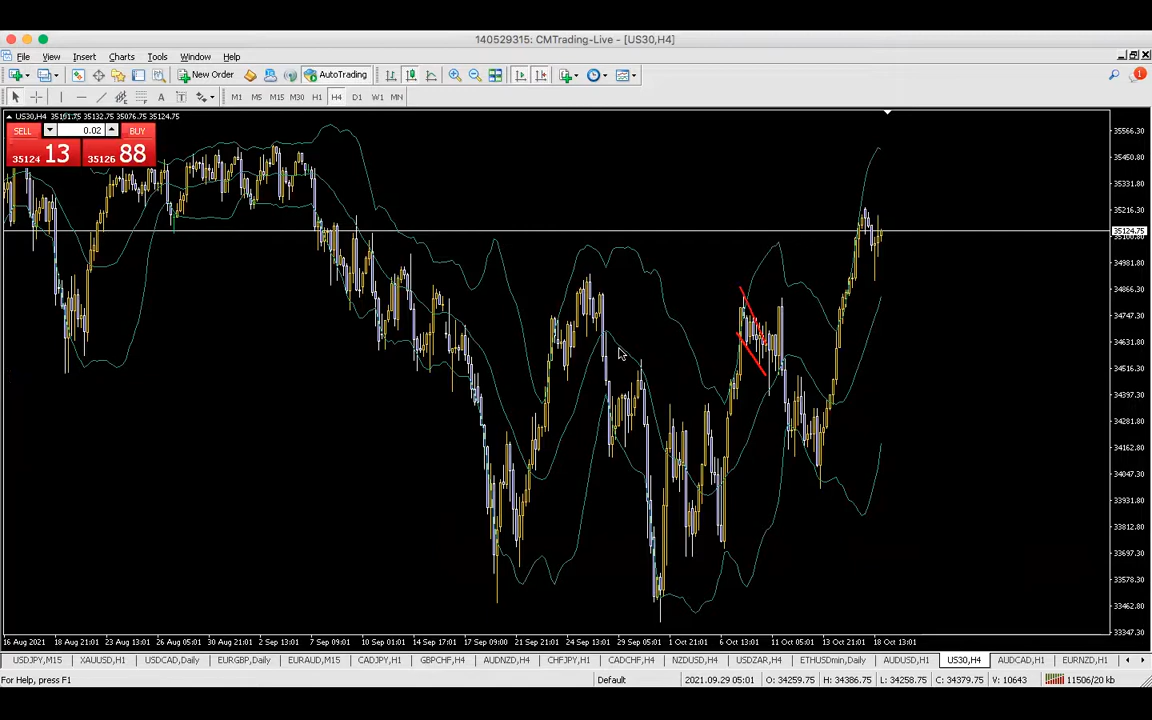 140529315: CMTrading-Live - [US30,H4]
File View Insert Charts Tools Window Help
New Order AutoTrading 1
A T M1 M5 M15 M30 H1 H4 D1 W1 MN
US30,H4 35191.75 35132.75 35076.75 35124.75
SELL 0.02 BUY
35124 13 35126 88
35566.30
35450.80
35331.80
35216.30
35124.75
34981.80
34866.30
34747.30
34631.80
34516.30
34397.30
34281.80
34162.80
34047.30
33931.80
33812.80
33697.30
33578.30
33462.80
33347.30
16 Aug 2021 18 Aug 21:01 23 Aug 13:01 26 Aug 05:01 30 Aug 21:01 2 Sep 13:01 7 Sep 09:01 10 Sep 01:01 14 Sep 17:01 17 Sep 09:00 21 Sep 21:01 24 Sep 13:01 29 Sep 05:01 1 Oct 21:01 6 Oct 13:01 11 Oct 05:01 13 Oct 21:01 18 Oct 13:01
USDJPY,M15 XAUUSD,H1 USDCAD,Daily EURGBP,Daily EURAUD,M15 CADJPY,H1 GBPCHF,H4 AUDNZD,H4 CHFJPY,H1 CADCHF,H4 NZDUSD,H4 USDZAR,H4 ETHUSDmin,Daily AUDUSD,H1 US30,H4 AUDCAD,H1 EURNZD,H1
For Help, press F1 Default 2021.09.29 05:01 O: 34259.75 H: 34386.75 L: 34258.75 C: 34379.75 V: 10643 11506/20 kb